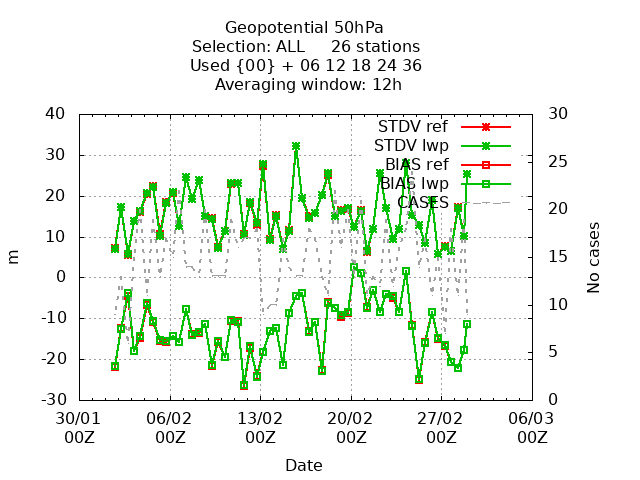 Geopotential 50hPa
Selection: ALL     26 stations
Used {00} + 06 12 18 24 36
Averaging window: 12h
40
30
20
10
0
-10
-20
-30
m
30
25
20
15
10
5
0
No cases
STDV ref
STDV lwp
BIAS ref
BIAS lwp
CASES
30/01 06/02 13/02 20/02 27/02 06/03
00Z 00Z 00Z 00Z 00Z 00Z
Date